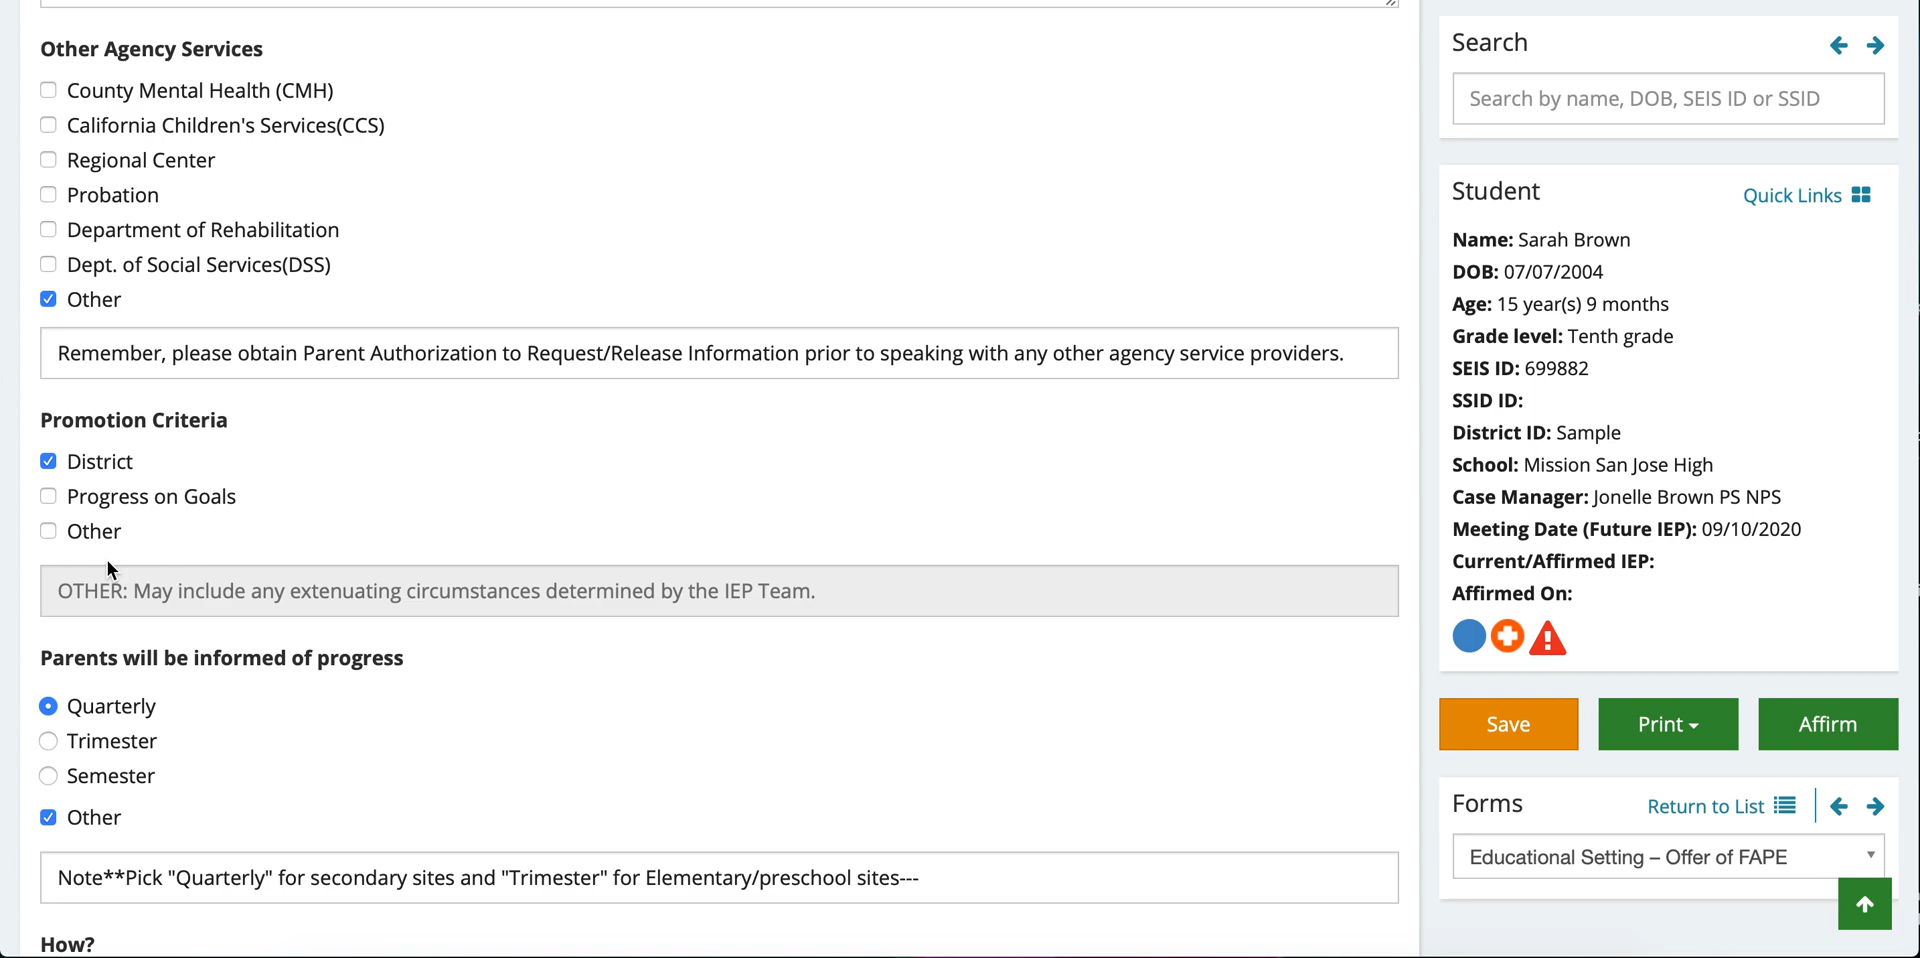 Other Agency Services
County Mental Health (CMH)
California Children's Services(CCS)
Regional Center
Probation
Department of Rehabilitation
Dept. of Social Services(DSS)
Other
Remember, please obtain Parent Authorization to Request/Release Information prior to speaking with any other agency service providers.
Promotion Criteria
District
Progress on Goals
Other
OTHER: May include any extenuating circumstances determined by the IEP Team.
Parents will be informed of progress
Quarterly
Trimester
Semester
Other
Note**Pick "Quarterly" for secondary sites and "Trimester" for Elementary/preschool sites---
How?
Search
Search by name, DOB, SEIS ID or SSID
Student Quick Links
Name: Sarah Brown
DOB: 07/07/2004
Age: 15 year(s) 9 months
Grade level: Tenth grade
SEIS ID: 699882
SSID ID:
District ID: Sample
School: Mission San Jose High
Case Manager: Jonelle Brown PS NPS
Meeting Date (Future IEP): 09/10/2020
Current/Affirmed IEP:
Affirmed On:
Save Print Affirm
Forms Return to List
Educational Setting – Offer of FAPE